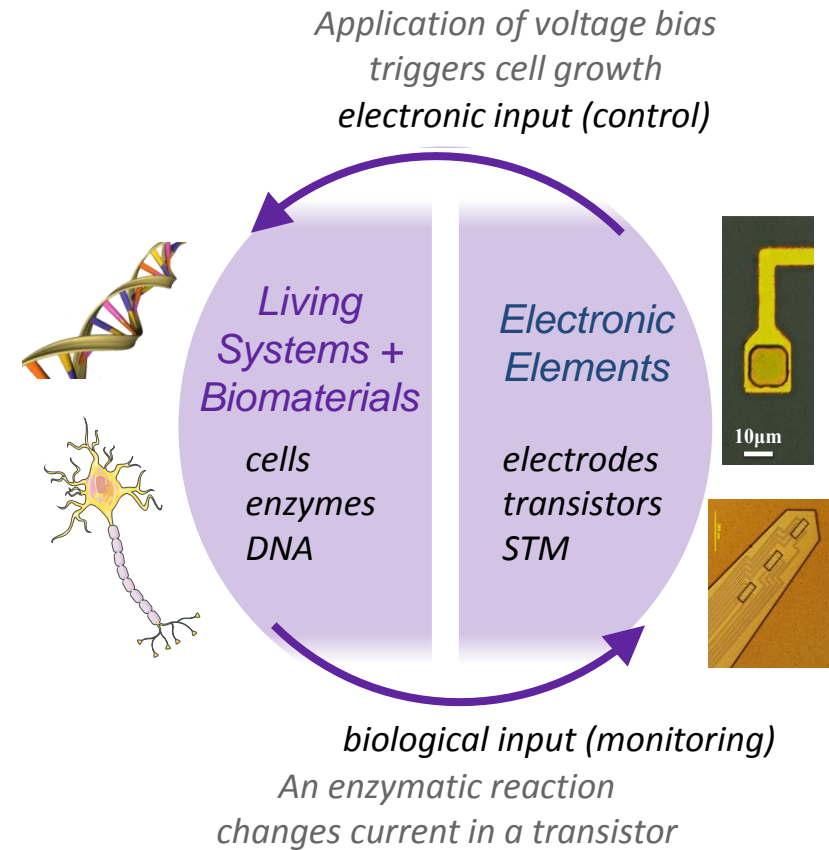 Application of voltage bias
triggers cell growth
electronic input (control)
Living
Systems +
Biomaterials
cells
enzymes
DNA
Electronic
Elements
electrodes
transistors
STM
10µm
biological input (monitoring)
An enzymatic reaction
changes current in a transistor